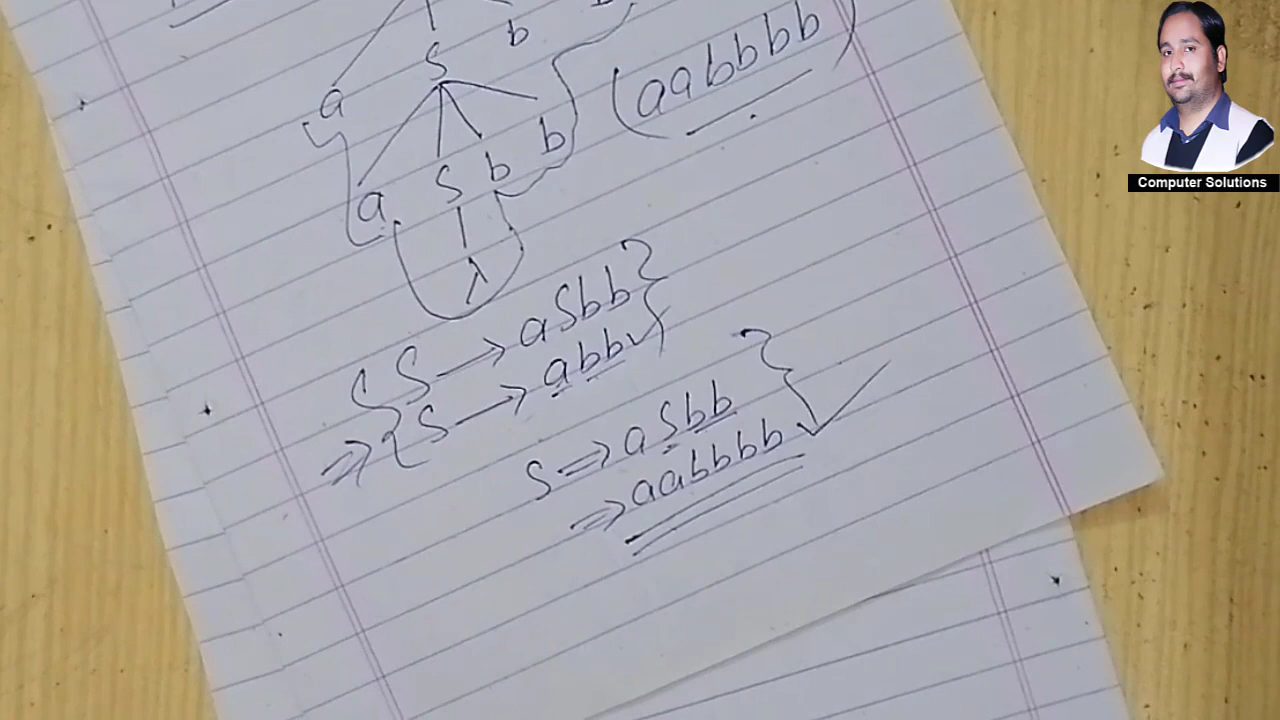 b
S
a
(aabbbb)
b
b
S
a
λ
S → aSbb
⇒ S → abb
S ⇒ aSbb
⇒ aabbbb
Computer Solutions